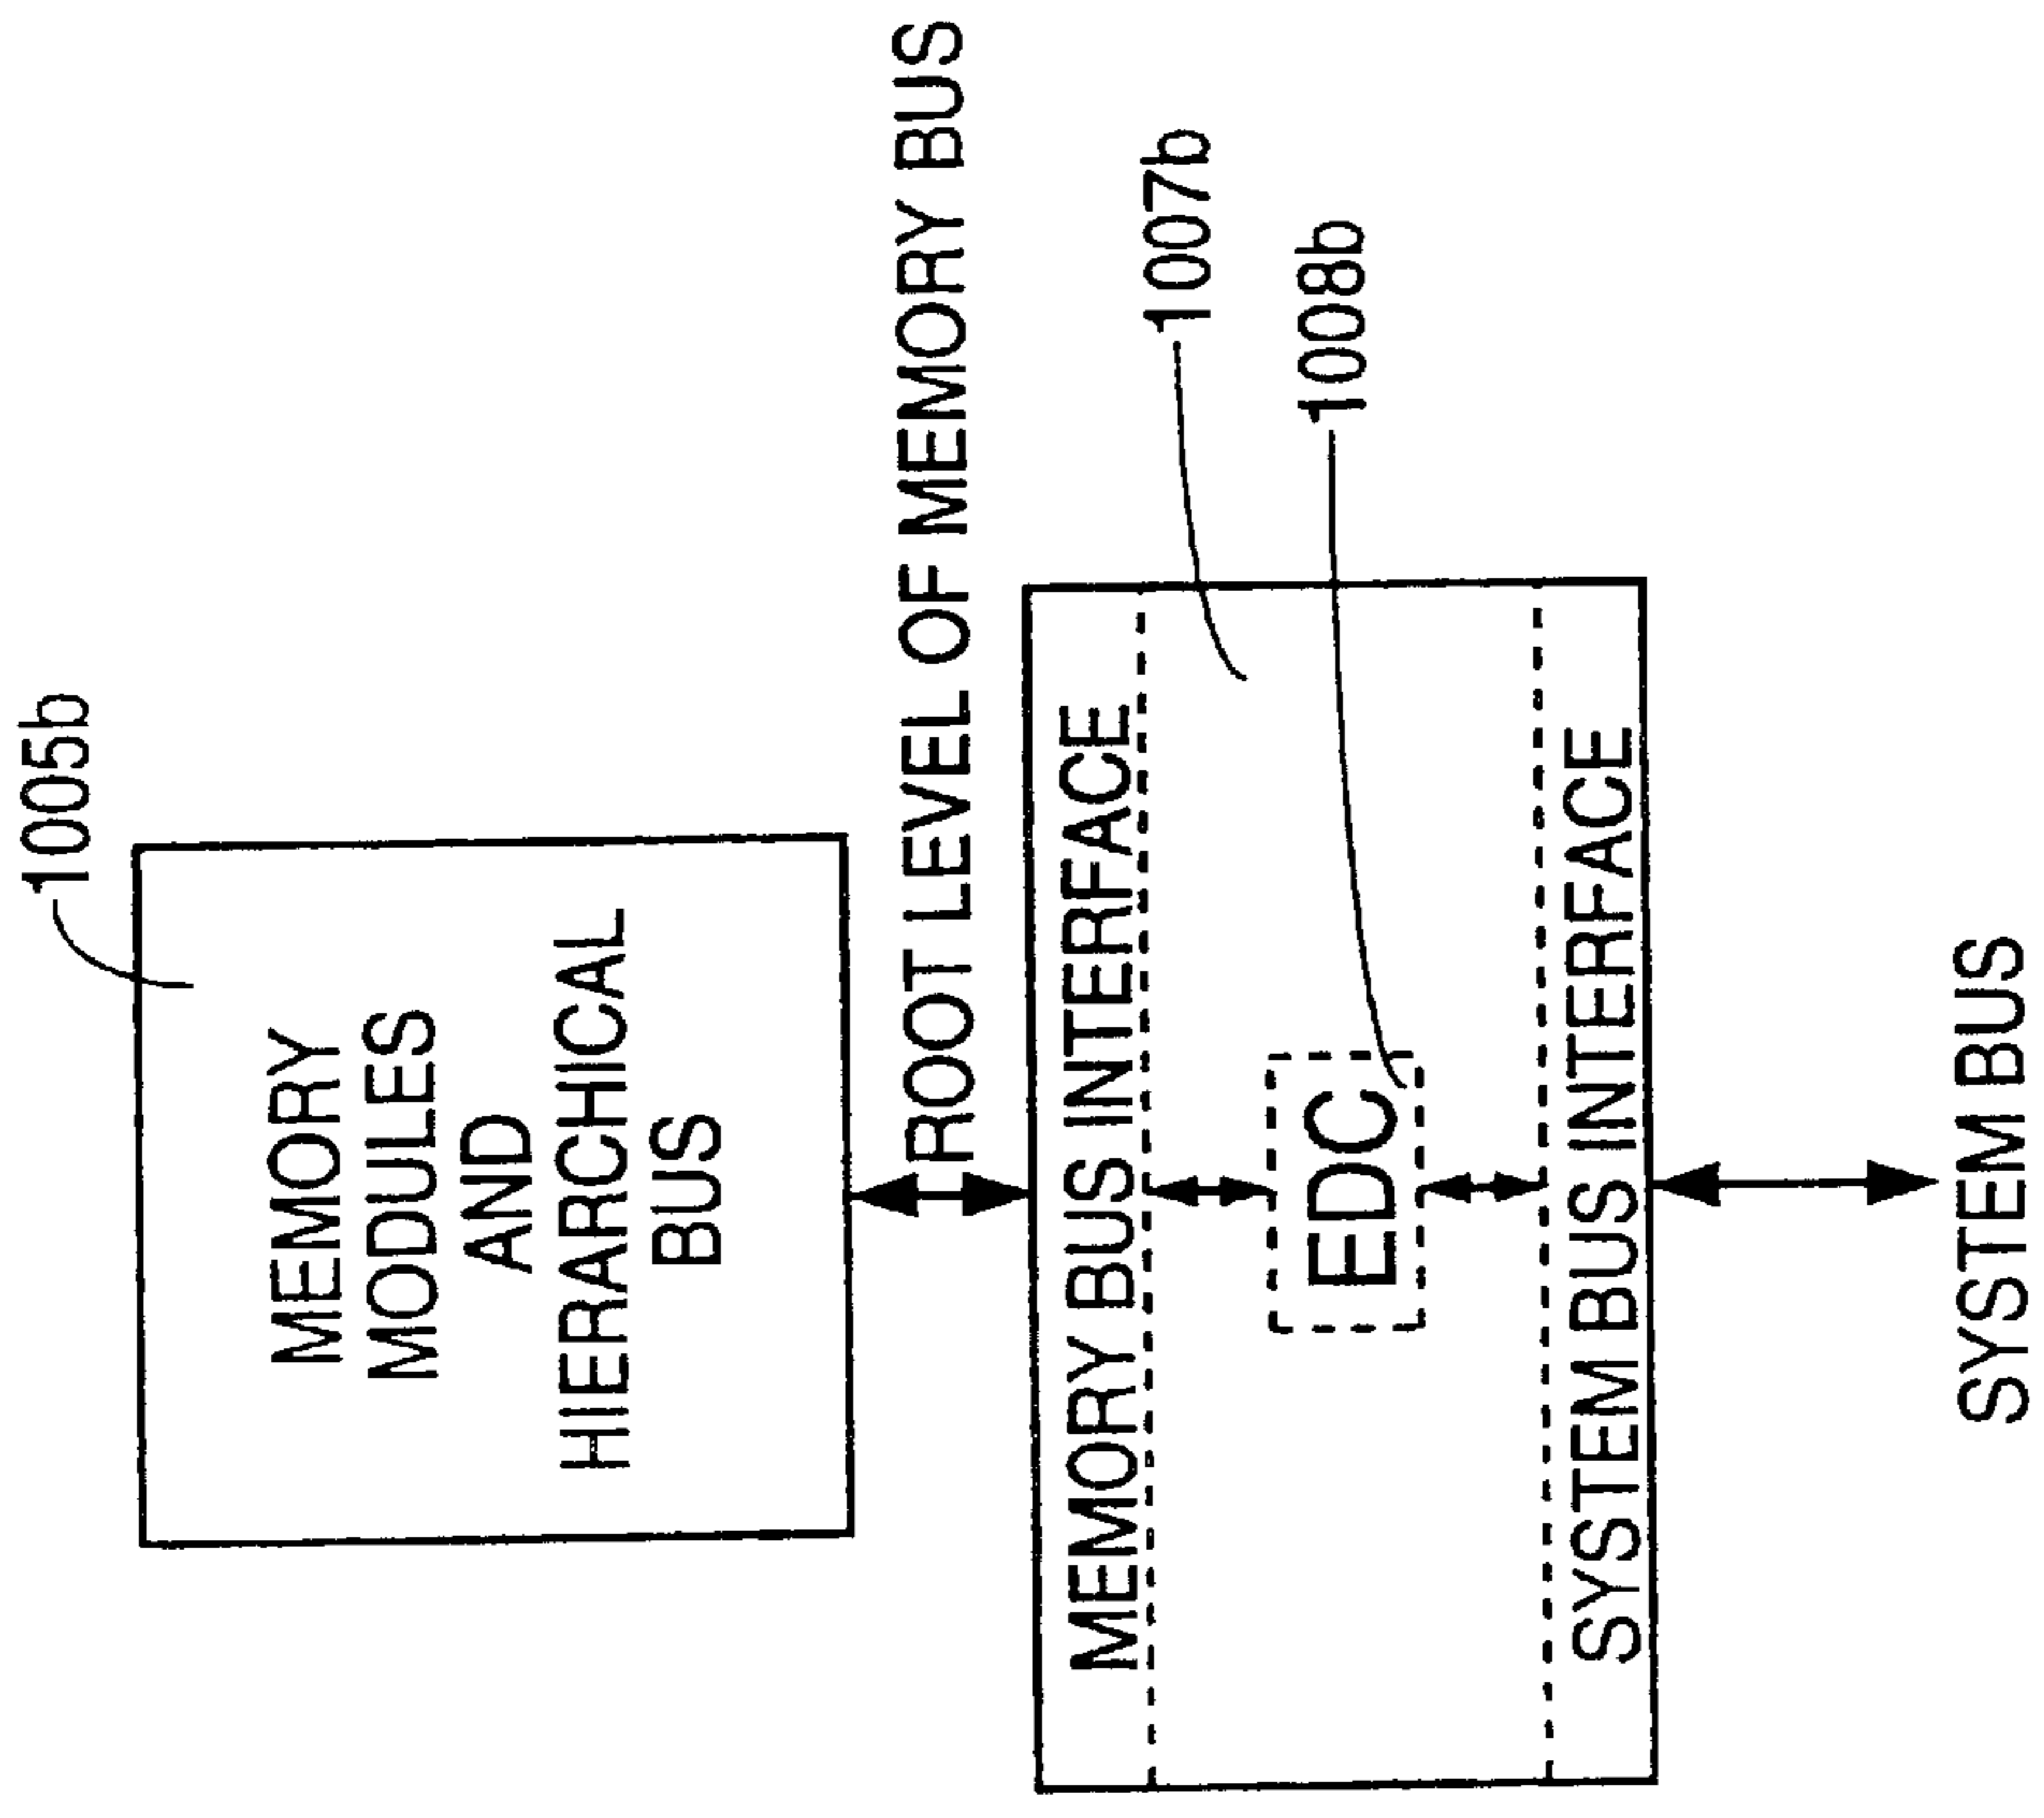 1005b
MEMORY
MODULES
AND
HIERARCHICAL
BUS
ROOT LEVEL OF MEMORY BUS
MEMORY BUS INTERFACE
1007b
1008b
EDC
SYSTEM BUS INTERFACE
SYSTEM BUS